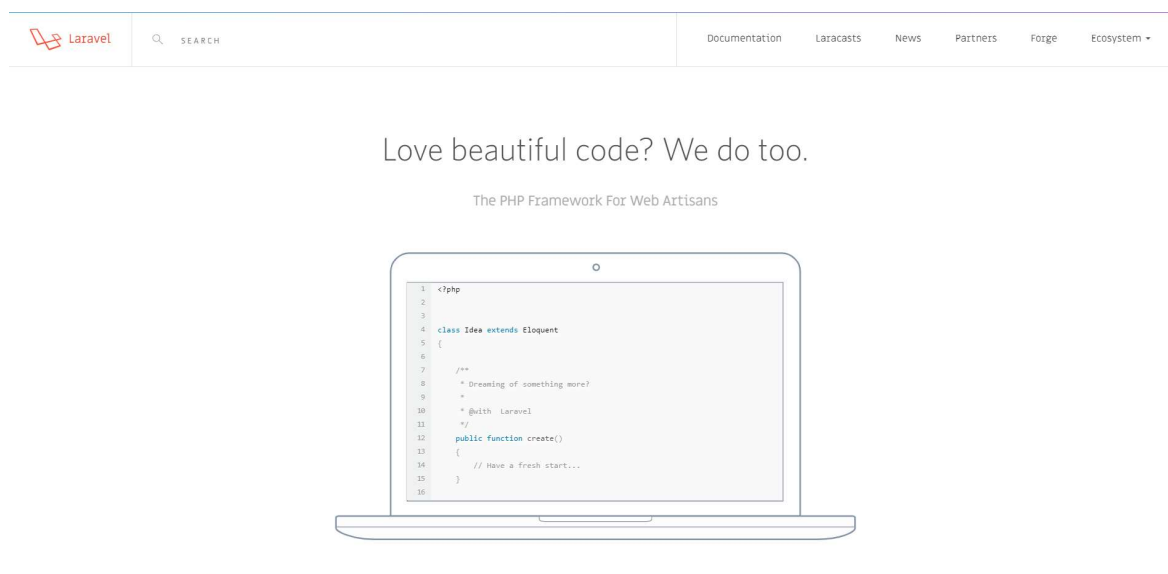 Laravel
SEARCH
Documentation Laracasts News Partners Forge Ecosystem
Love beautiful code? We do too.
The PHP Framework For Web Artisans
1 <?php
2
3
4 class Idea extends Eloquent
5 {
6
7 /**
8 * Dreaming of something more?
9 *
10 * @with Laravel
11 */
12 public function create()
13 {
14 // Have a fresh start...
15 }
16